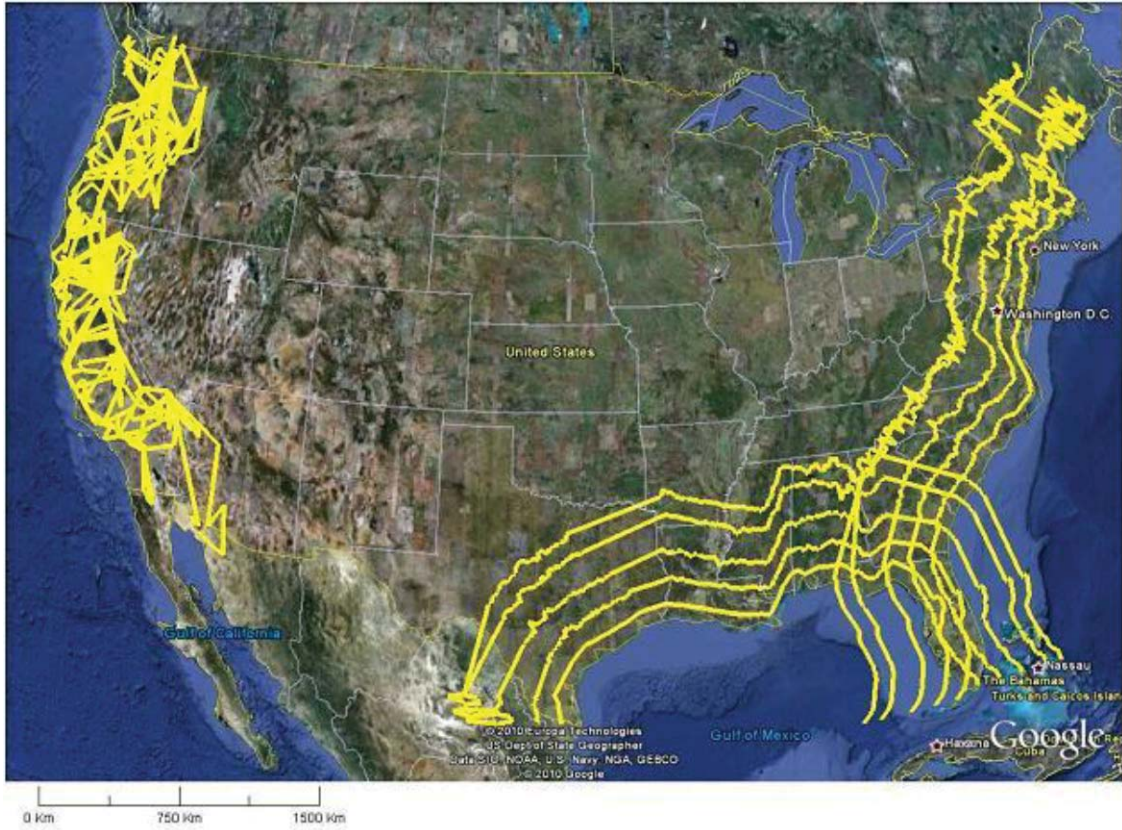 New York
Washington D.C.
United States
Gulf of California
Nassau
The Bahamas
Turks and Caicos Islan
© 2010 Europa Technologies
US Dept of State Geographer
Gulf of Mexico
Google
Havana
Cuba
Data SIO, NOAA, U.S. Navy, NGA, GEBCO
© 2010 Google
0 Km 750 Km 1500 Km